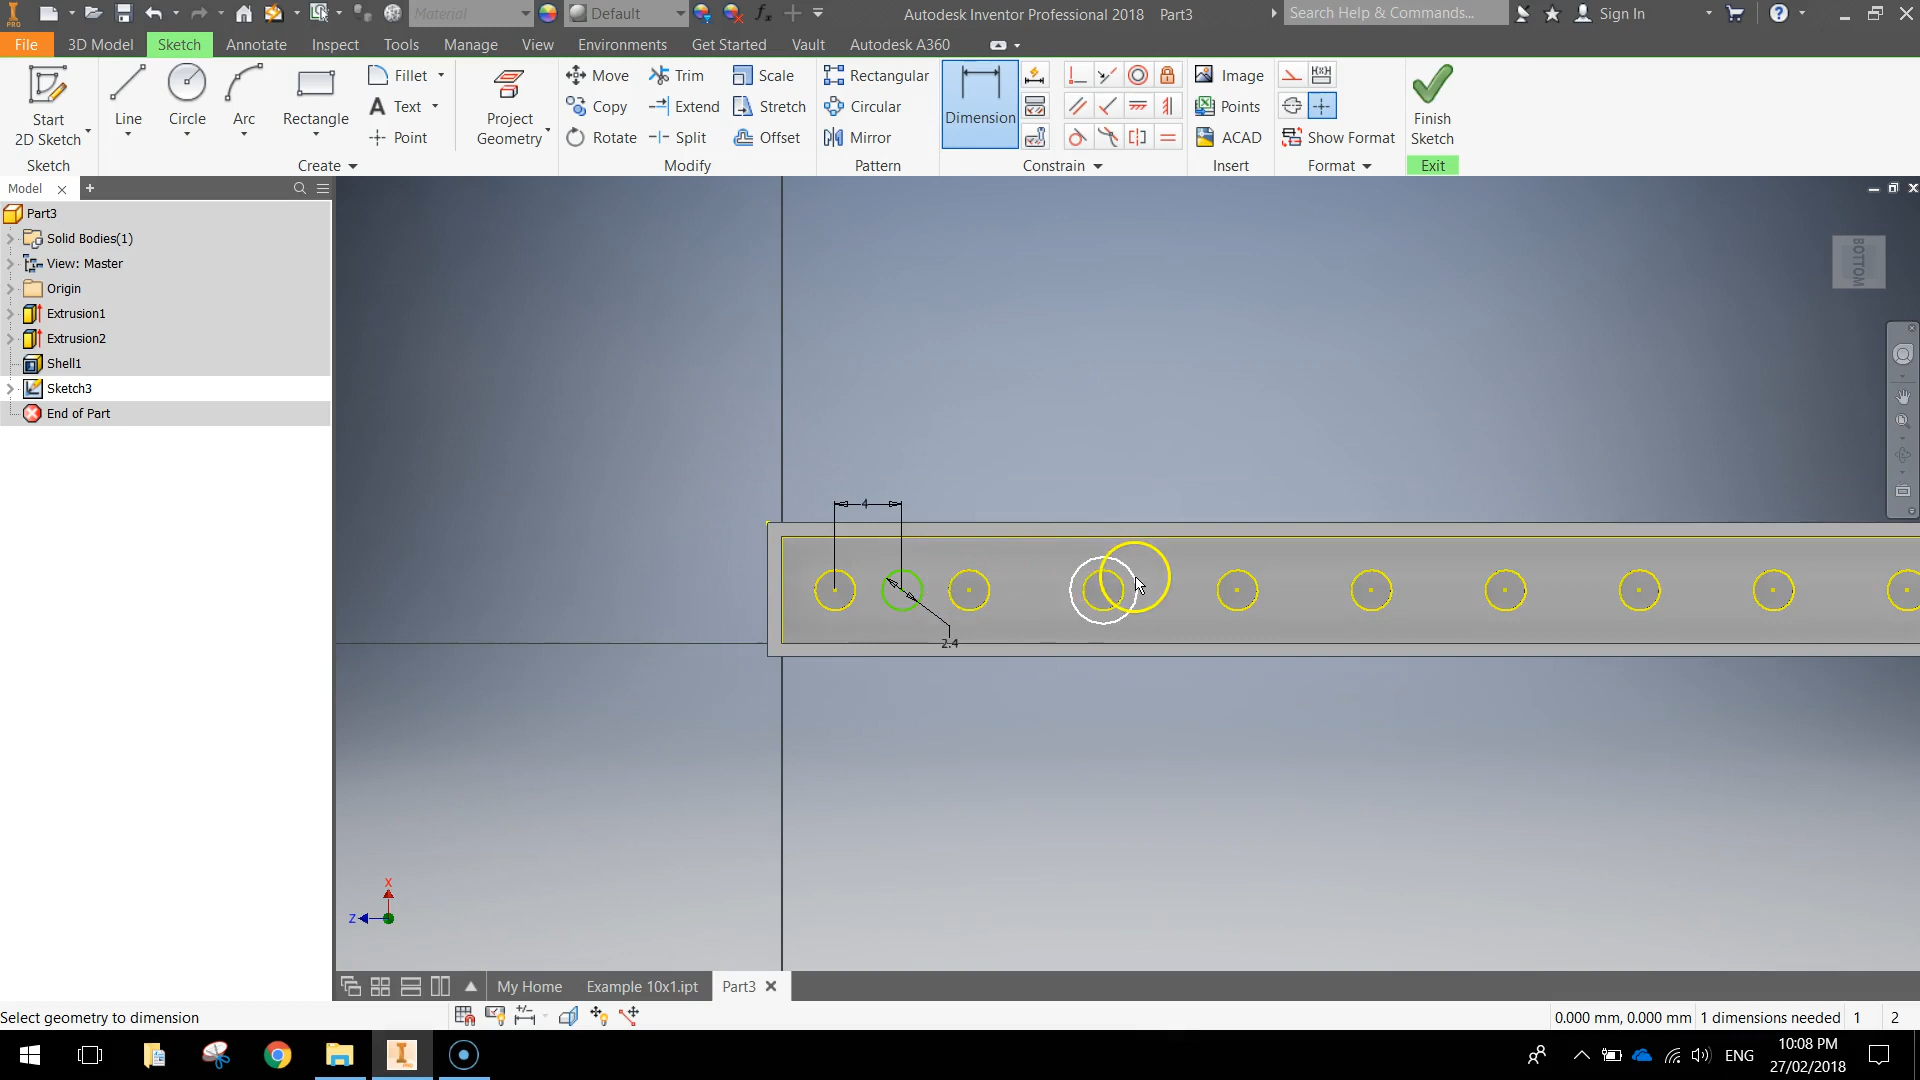 PRO
Material
Default
Autodesk Inventor Professional 2018 Part3
Search Help & Commands...
Sign In
File
3D Model
Sketch
Annotate
Inspect
Tools
Manage
View
Environments
Get Started
Vault
Autodesk A360
Start
2D Sketch
Line
Circle
Arc
Rectangle
Fillet
Text
Point
Project
Geometry
Move
Copy
Rotate
Trim
Extend
Split
Scale
Stretch
Offset
Rectangular
Circular
Mirror
Dimension
Image
Points
ACAD
Show Format
Finish
Sketch
Sketch
Create
Modify
Pattern
Constrain
Insert
Format
Exit
Model
Part3
Solid Bodies(1)
View: Master
Origin
Extrusion1
Extrusion2
Shell1
Sketch3
End of Part
BOTTOM
4
2.4
X
Z
My Home
Example 10x1.ipt
Part3
Select geometry to dimension
0.000 mm, 0.000 mm
1 dimensions needed
1
2
ENG
10:08 PM
27/02/2018